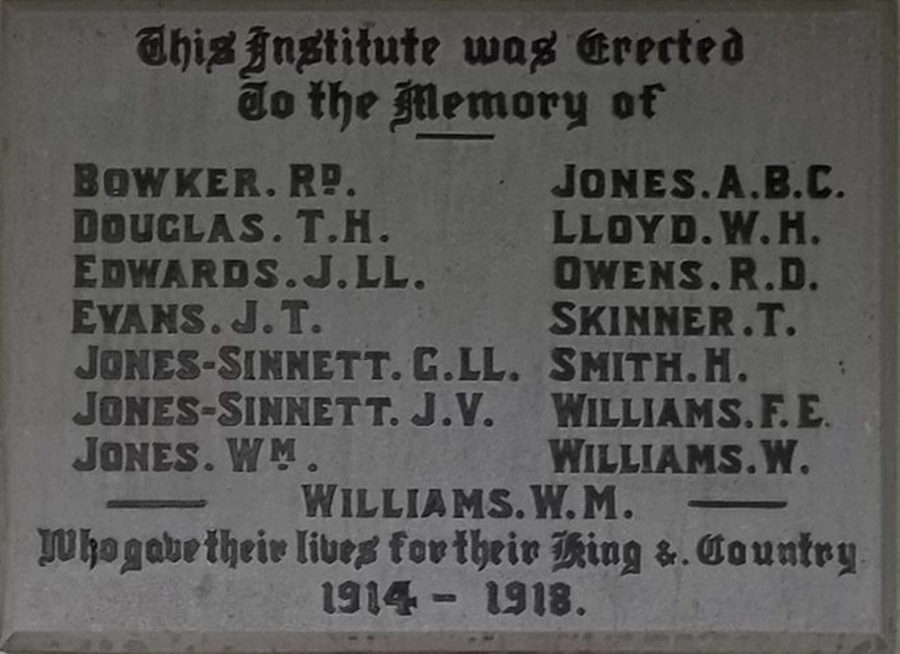 This Institute was Erected
To the Memory of
BOWKER. RD.
DOUGLAS. T.H.
EDWARDS. J.LL.
EVANS. J.T.
JONES-SINNETT. G.LL.
JONES-SINNETT. J.V.
JONES. WM.
JONES. A.B.C.
LLOYD. W.H.
OWENS. R.D.
SKINNER. T.
SMITH. H.
WILLIAMS. F.E.
WILLIAMS. W.
WILLIAMS. W.M.
Who gave their lives for their King &. Country
1914 - 1918.